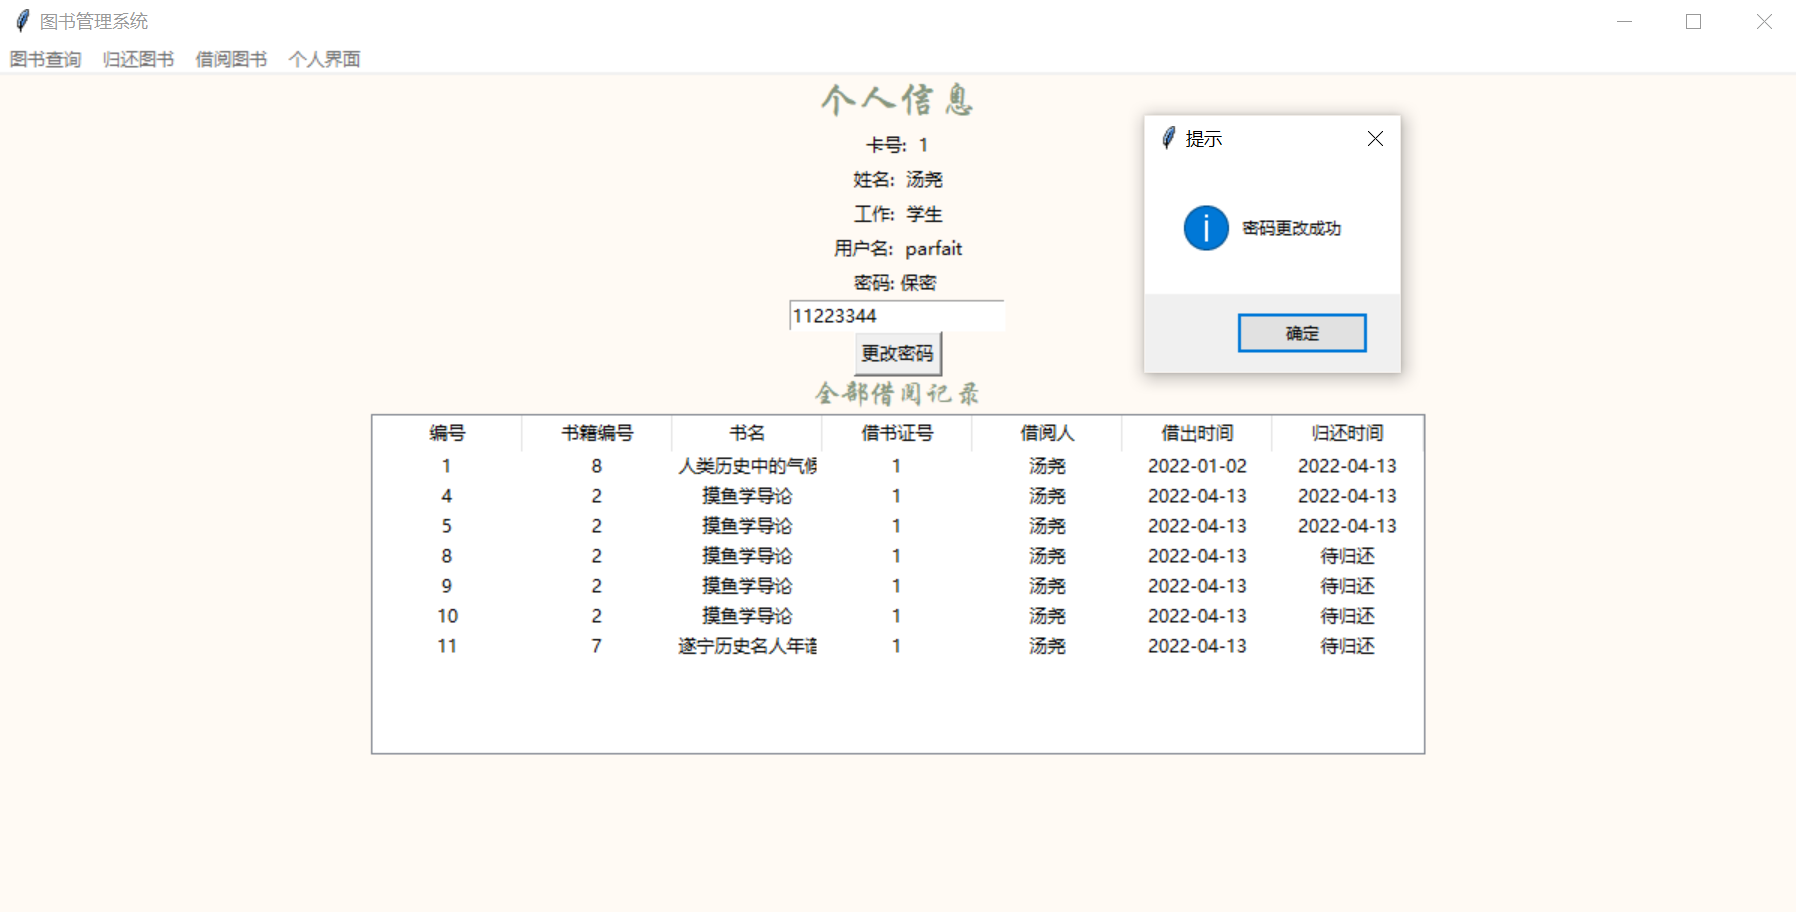 图书管理系统
图书查询 归还图书 借阅图书 个人界面
个人信息
卡号: 1
姓名: 汤尧
工作: 学生
用户名: parfait
密码: 保密
11223344
更改密码
提示
密码更改成功
确定
全部借阅记录
编号 书籍编号 书名 借书证号 借阅人 借出时间 归还时间
1 8 人类历史中的气候 1 汤尧 2022-01-02 2022-04-13
4 2 摸鱼学导论 1 汤尧 2022-04-13 2022-04-13
5 2 摸鱼学导论 1 汤尧 2022-04-13 2022-04-13
8 2 摸鱼学导论 1 汤尧 2022-04-13 待归还
9 2 摸鱼学导论 1 汤尧 2022-04-13 待归还
10 2 摸鱼学导论 1 汤尧 2022-04-13 待归还
11 7 遂宁历史名人年谱 1 汤尧 2022-04-13 待归还